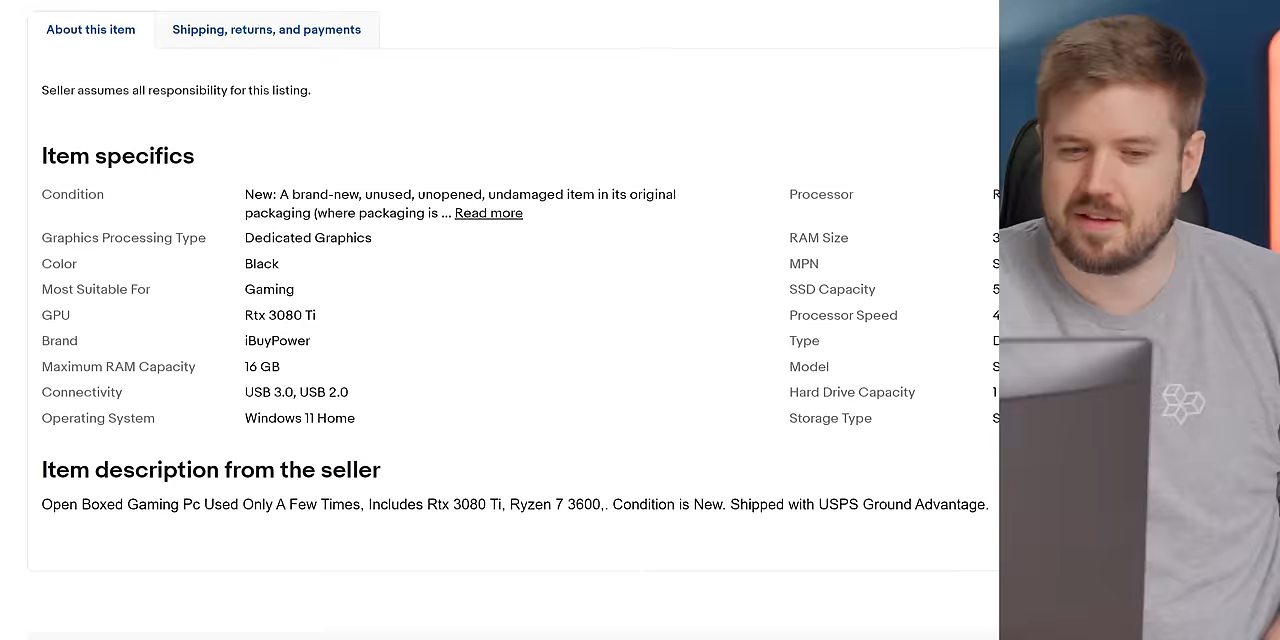 About this item
Shipping, returns, and payments
Seller assumes all responsibility for this listing.
Item specifics
Condition
New: A brand-new, unused, unopened, undamaged item in its original
packaging (where packaging is ... Read more
Processor
Graphics Processing Type
Dedicated Graphics
RAM Size
Color
Black
MPN
Most Suitable For
Gaming
SSD Capacity
GPU
Rtx 3080 Ti
Processor Speed
Brand
iBuyPower
Type
Maximum RAM Capacity
16 GB
Model
Connectivity
USB 3.0, USB 2.0
Hard Drive Capacity
Operating System
Windows 11 Home
Storage Type
Item description from the seller
Open Boxed Gaming Pc Used Only A Few Times, Includes Rtx 3080 Ti, Ryzen 7 3600,. Condition is New. Shipped with USPS Ground Advantage.